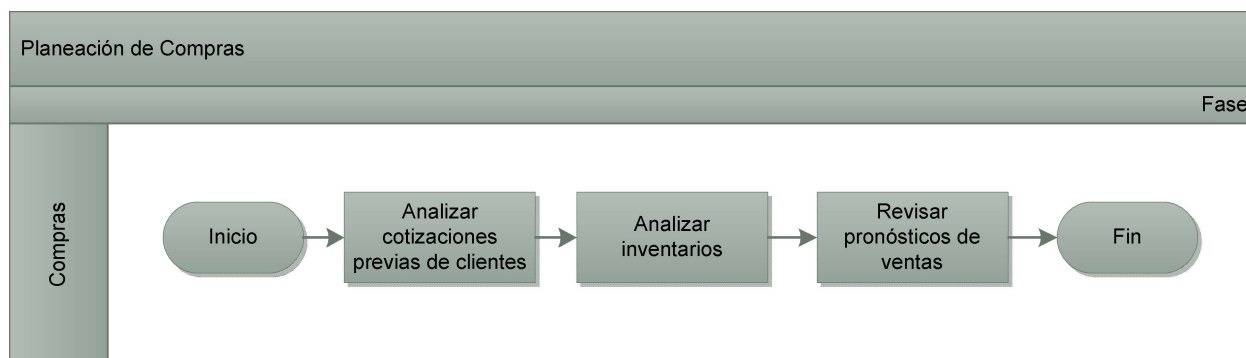 Planeación de Compras
Fase
Compras
Inicio
Analizar
cotizaciones
previas de clientes
Analizar
inventarios
Revisar
pronósticos de
ventas
Fin